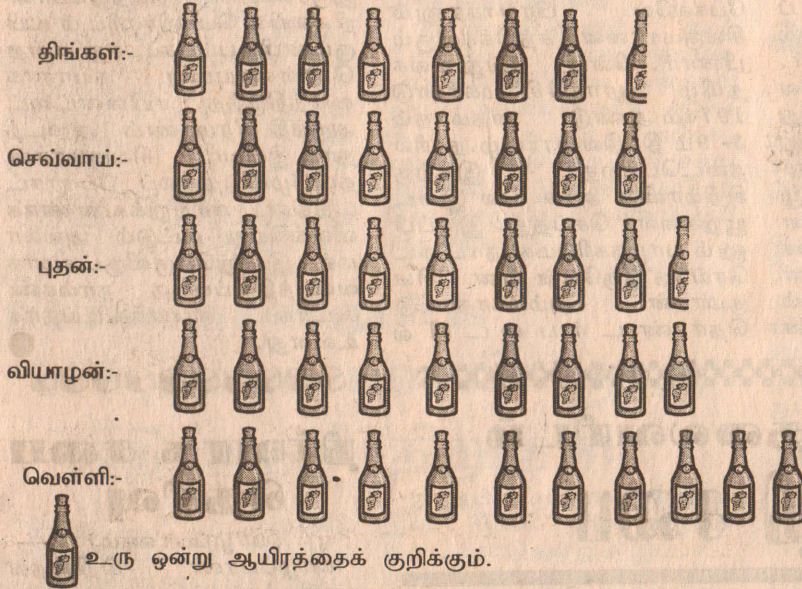 திங்கள்:-
செவ்வாய்:-
புதன்:-
வியாழன்:-
வெள்ளி:-
உரு ஒன்று ஆயிரத்தைக் குறிக்கும்.